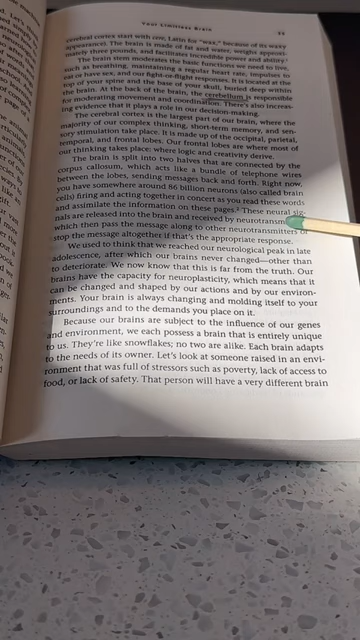 Your Limitless Brain
cerebral cortex start with core, Latin for "wax," because of its waxy
appearance). The brain is made of fat and water, weighs approxi-
mately three pounds, and facilitates incredible power and ability.
The brain stem moderates the basic functions we need to live,
such as breathing, maintaining a regular heart rate, impulses to
eat or have sex, and our fight-or-flight responses. It is located at the
top of your spine and the base of your skull, buried deep within
the brain. At the back of the brain, the cerebellum is responsible
for moderating movement and coordination. There's also increas-
ing evidence that it plays a role in our decision-making.
The cerebral cortex is the largest part of our brain, where the
majority of our complex thinking, short-term memory, and sen-
sory stimulation take place. It is made up of the occipital, parietal,
temporal, and frontal lobes. Our frontal lobes are where most of
our thinking takes place: where logic and creativity derive.
The brain is split into two halves that are connected by the
corpus callosum, which acts like a bundle of telephone wires
between the lobes, sending messages back and forth. Right now,
you have somewhere around 86 billion neurons (also called brain
cells) firing and acting together in concert as you read these words
and assimilate the information on these pages. These neural sig-
nals are released into the brain and received by neurotransmitters
which then pass the message along to other neurotransmitters or
stop the message altogether if that's the appropriate response.
We used to think that we reached our neurological peak in late
adolescence, after which our brains never changed—other than
to deteriorate. We now know that this is far from the truth. Our
brains have the capacity for neuroplasticity, which means that it
can be changed and shaped by our actions and by our environ-
ments. Your brain is always changing and molding itself to your
surroundings and to the demands you place on it.
Because our brains are subject to the influence of our genes
and environment, we each possess a brain that is entirely unique
to us. They're like snowflakes; no two are alike. Each brain adapts
to the needs of its owner. Let's look at someone raised in an envi-
ronment that was full of stressors such as poverty, lack of access to
food, or lack of safety. That person will have a very different brain